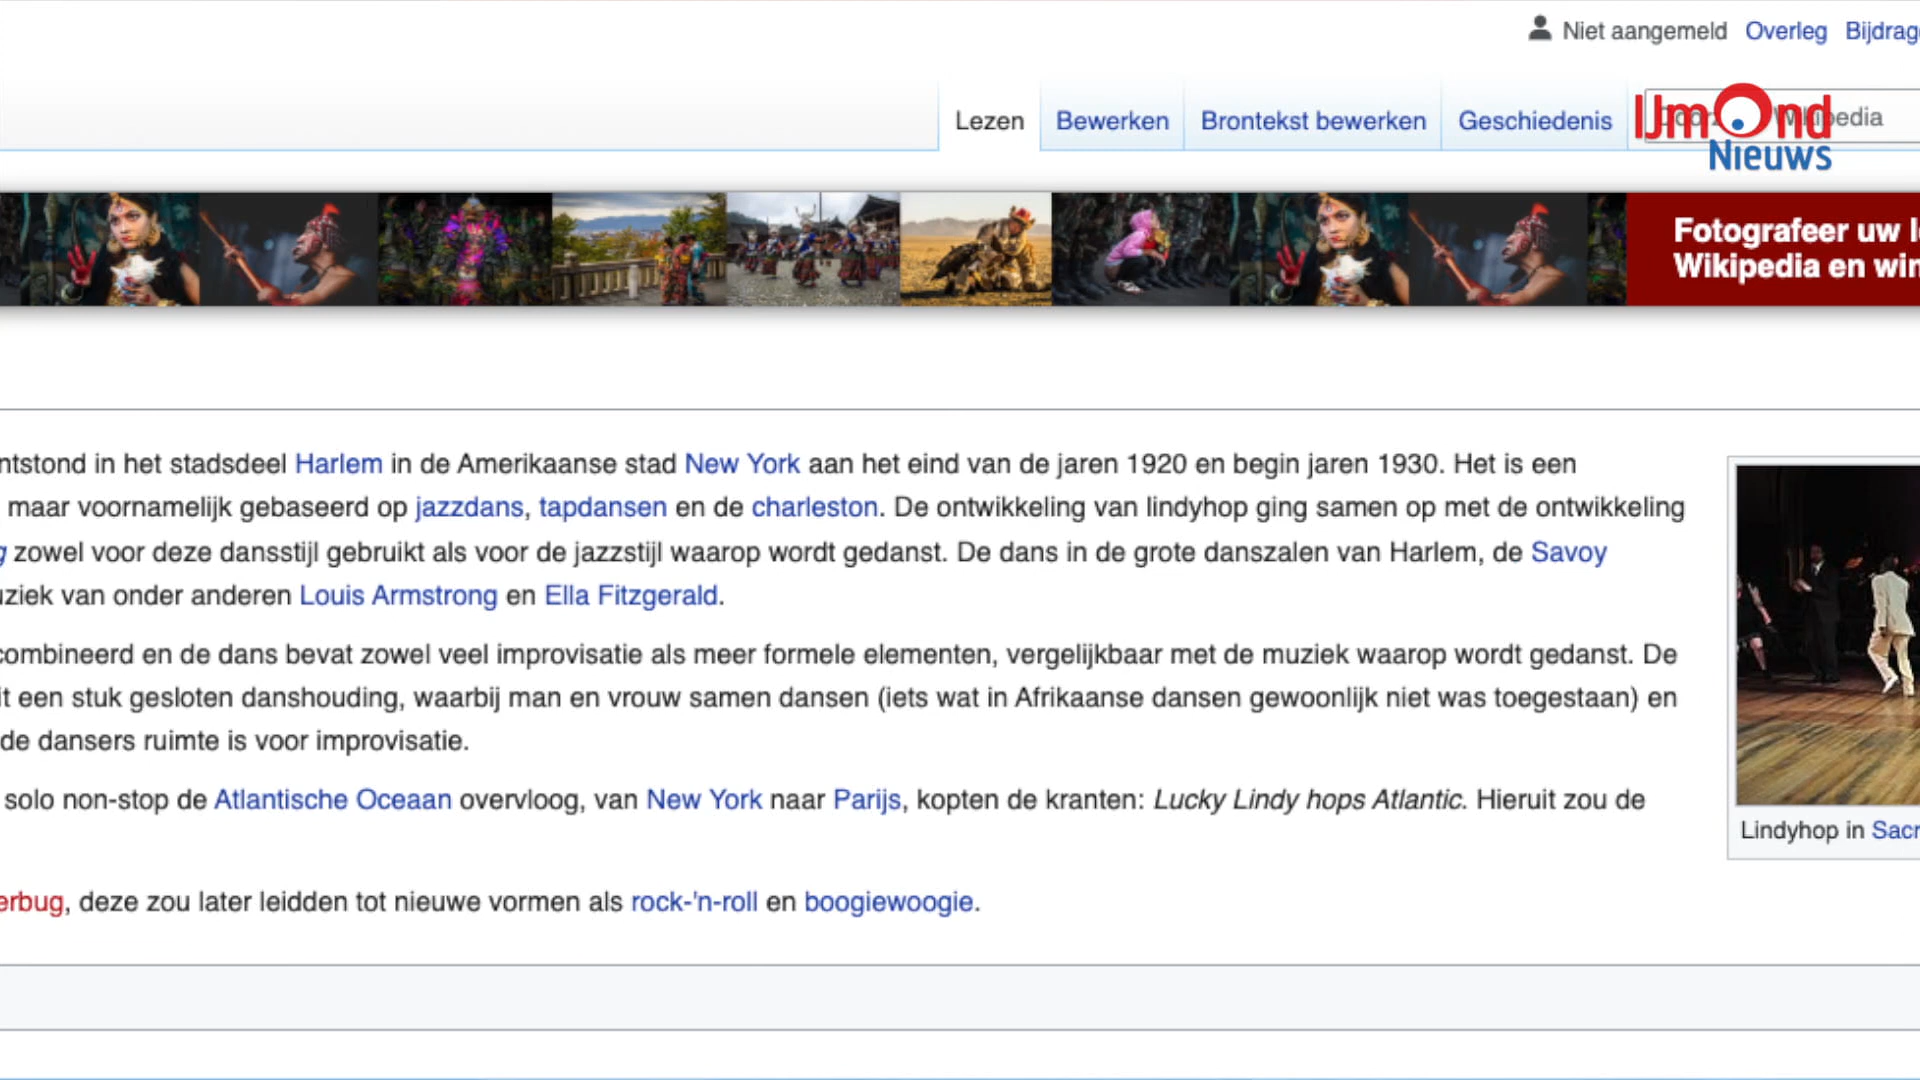 Niet aangemeld Overleg Bijdrag
Lezen Bewerken Brontekst bewerken Geschiedenis
IJmOnd
Nieuws
Fotografeer uw l
Wikipedia en win
ntstond in het stadsdeel Harlem in de Amerikaanse stad New York aan het eind van de jaren 1920 en begin jaren 1930. Het is een
maar voornamelijk gebaseerd op jazzdans, tapdansen en de charleston. De ontwikkeling van lindyhop ging samen op met de ontwikkeling
g zowel voor deze dansstijl gebruikt als voor de jazzstijl waarop wordt gedanst. De dans in de grote danszalen van Harlem, de Savoy
uziek van onder anderen Louis Armstrong en Ella Fitzgerald.
combineerd en de dans bevat zowel veel improvisatie als meer formele elementen, vergelijkbaar met de muziek waarop wordt gedanst. De
it een stuk gesloten danshouding, waarbij man en vrouw samen dansen (iets wat in Afrikaanse dansen gewoonlijk niet was toegestaan) en
de dansers ruimte is voor improvisatie.
solo non-stop de Atlantische Oceaan overvloog, van New York naar Parijs, kopten de kranten: Lucky Lindy hops Atlantic. Hieruit zou de
erbug, deze zou later leidden tot nieuwe vormen als rock-'n-roll en boogiewoogie.
Lindyhop in Sacr